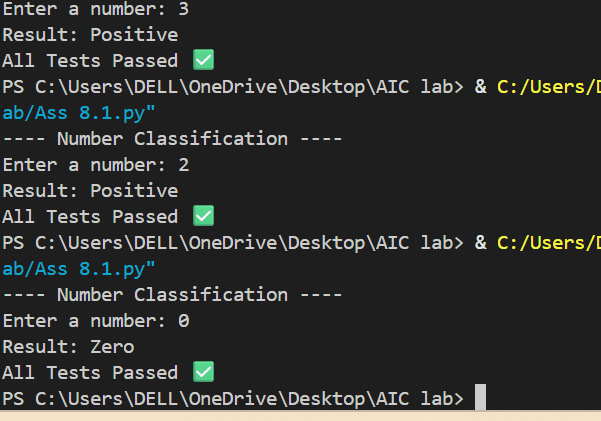 Enter a number: 3
Result: Positive
All Tests Passed ✅
PS C:\Users\DELL\OneDrive\Desktop\AIC lab> & C:/Users/
ab/Ass 8.1.py"
---- Number Classification ----
Enter a number: 2
Result: Positive
All Tests Passed ✅
PS C:\Users\DELL\OneDrive\Desktop\AIC lab> & C:/Users/
ab/Ass 8.1.py"
---- Number Classification ----
Enter a number: 0
Result: Zero
All Tests Passed ✅
PS C:\Users\DELL\OneDrive\Desktop\AIC lab>